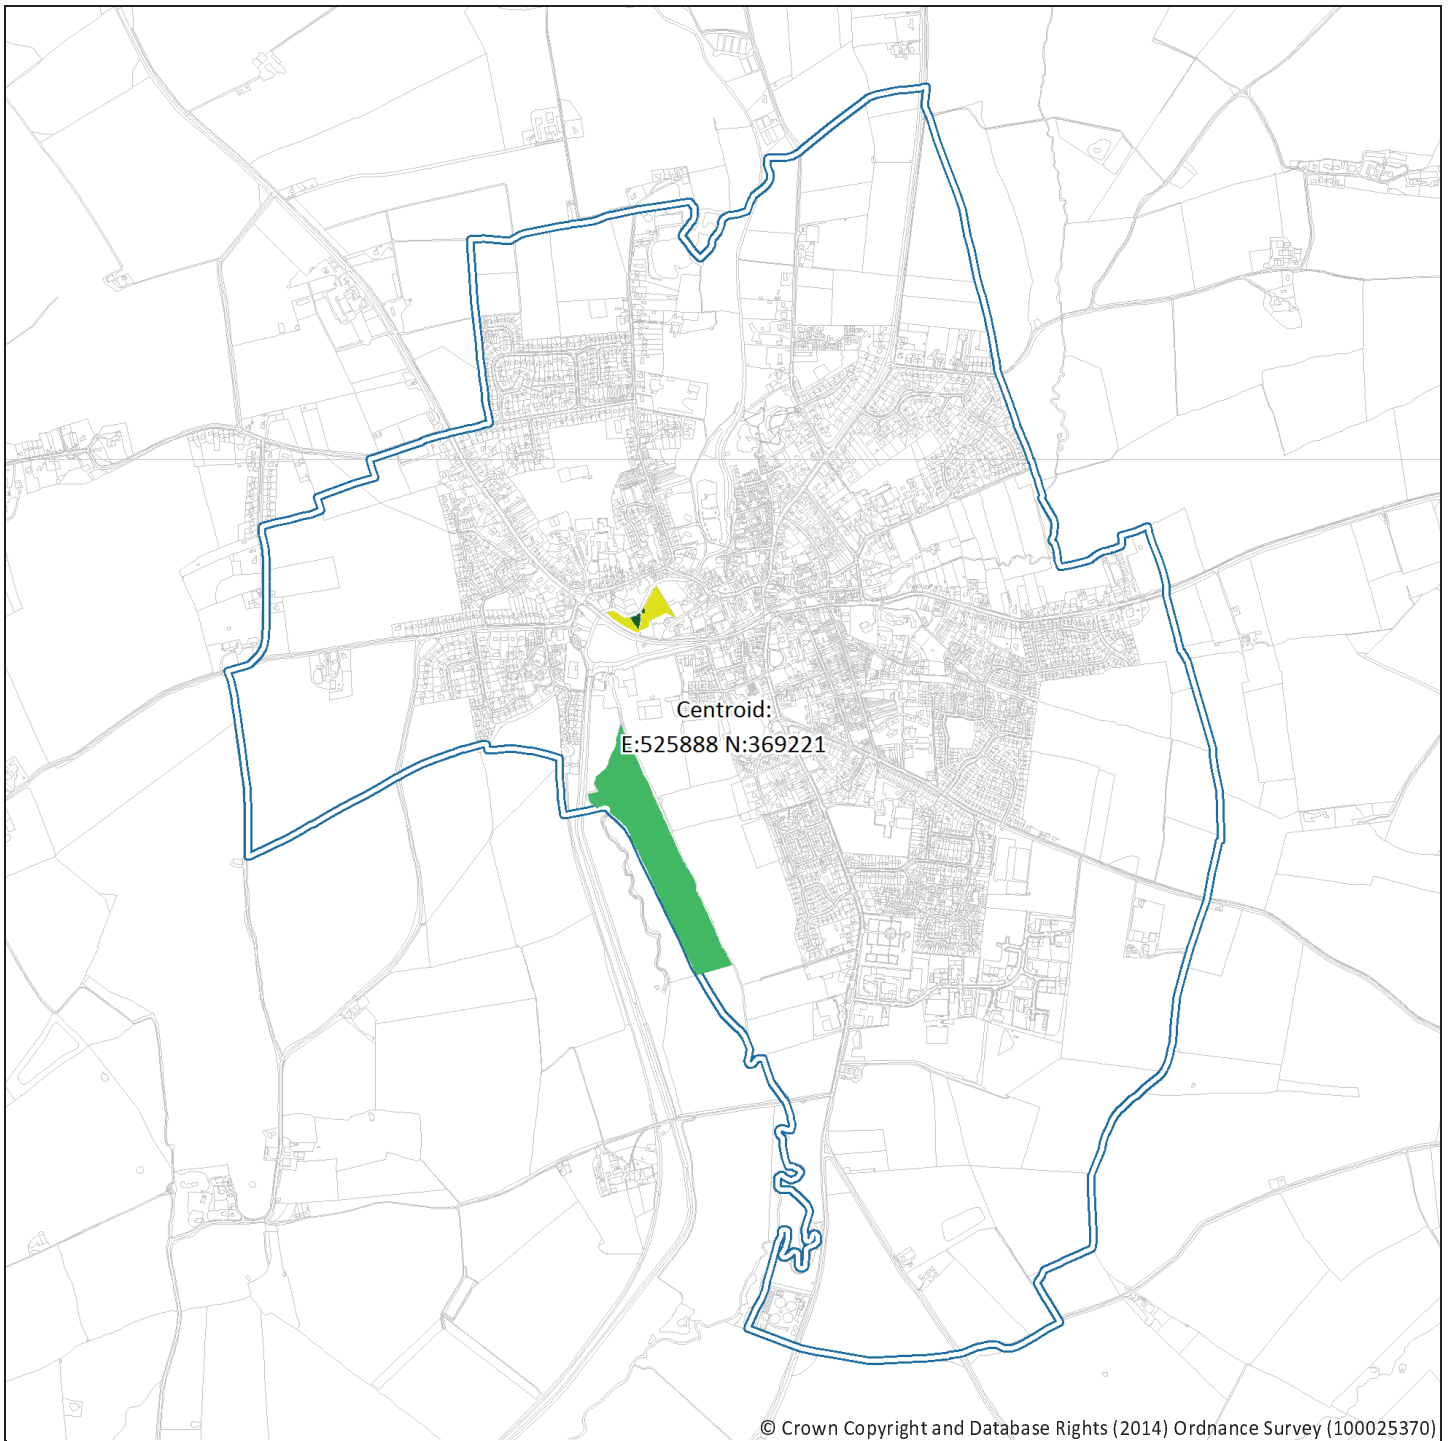 Centroid:
E:525888 N:369221
© Crown Copyright and Database Rights (2014) Ordnance Survey (100025370)